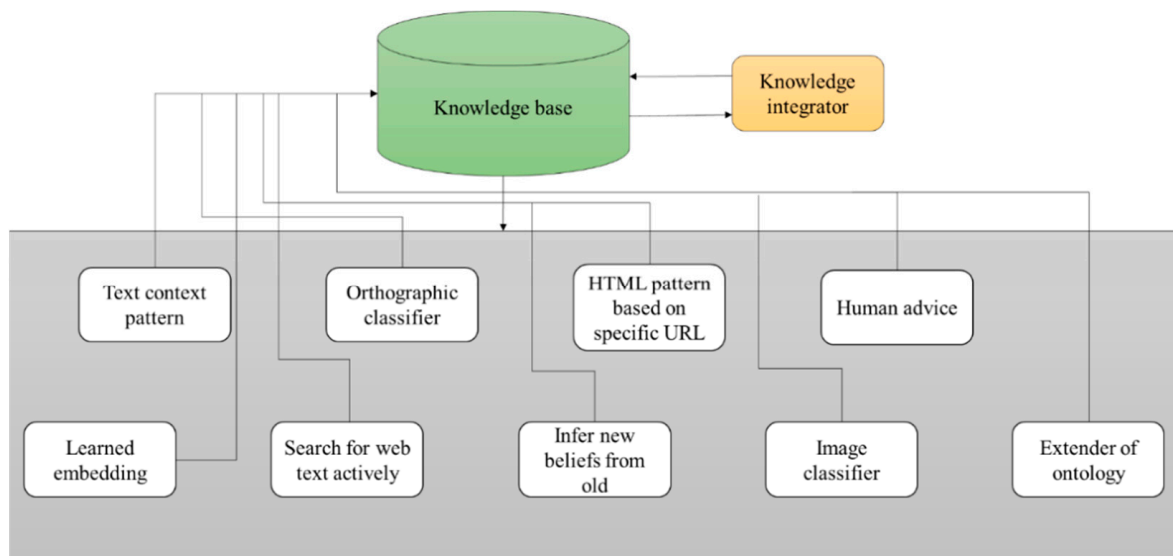 Knowledge base
Knowledge
integrator
Text context
pattern
Orthographic
classifier
HTML pattern
based on
specific URL
Human advice
Learned
embedding
Search for web
text actively
Infer new
beliefs from
old
Image
classifier
Extender of
ontology